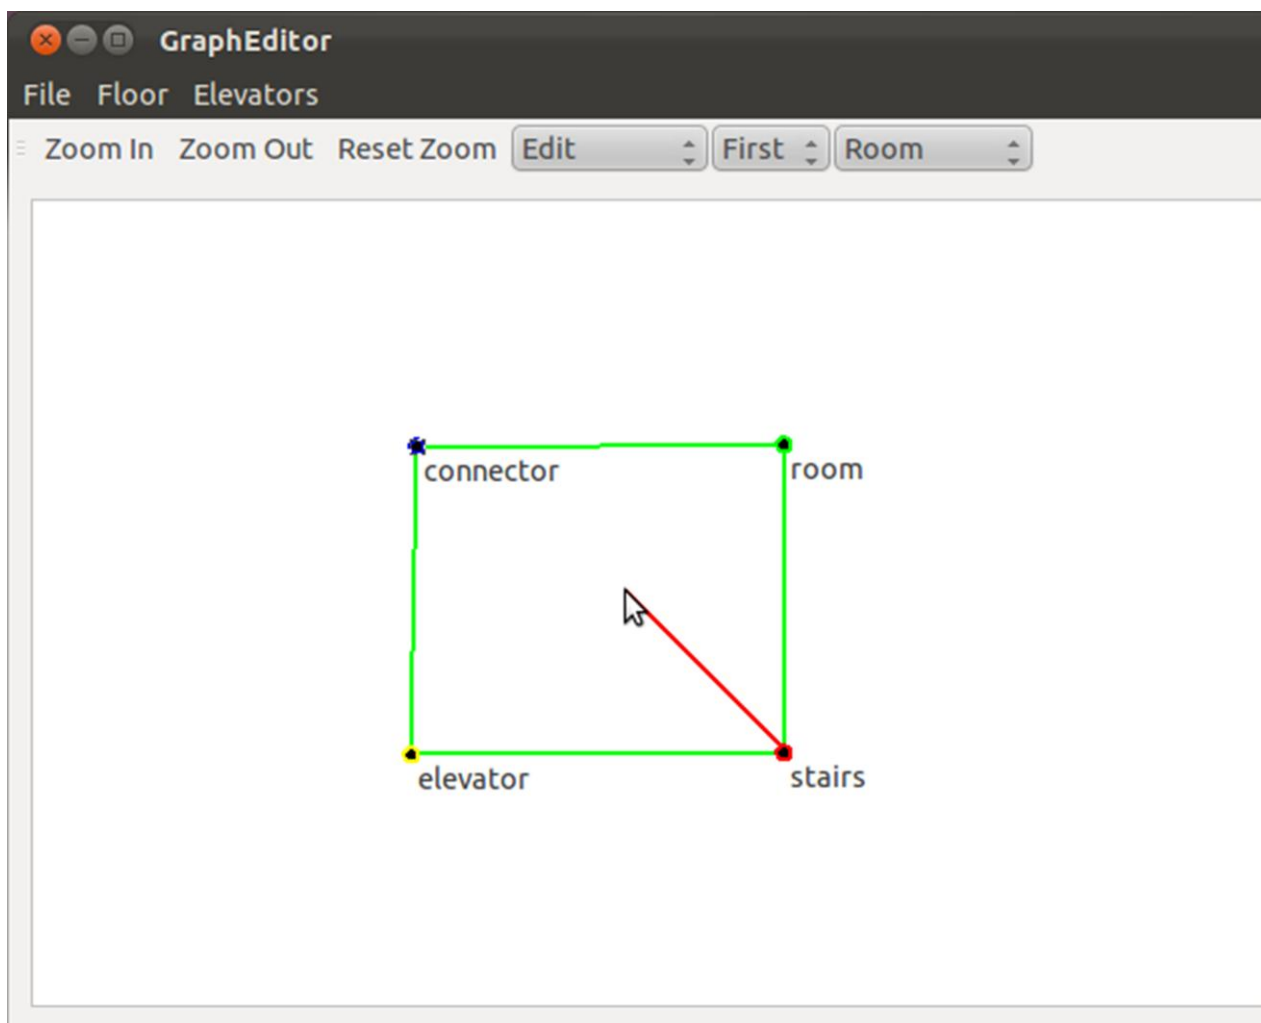 GraphEditor
File Floor Elevators
Zoom In Zoom Out Reset Zoom Edit First Room
connector room
elevator stairs